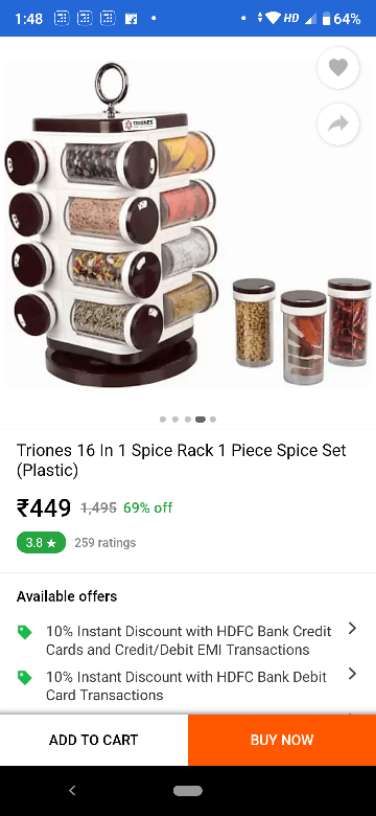 1:48 HD 64%
TRIONES
Triones 16 In 1 Spice Rack 1 Piece Spice Set
(Plastic)
₹449 1,495 69% off
3.8 ★ 259 ratings
Available offers
10% Instant Discount with HDFC Bank Credit
Cards and Credit/Debit EMI Transactions
10% Instant Discount with HDFC Bank Debit
Card Transactions
ADD TO CART BUY NOW